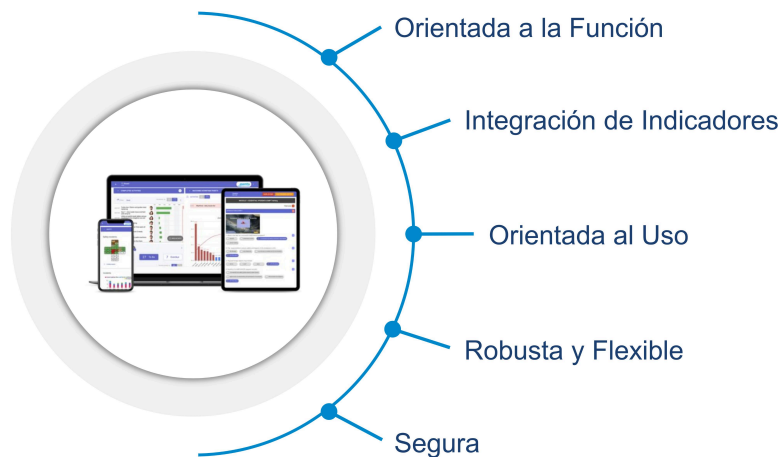 Orientada a la Función
Integración de Indicadores
Orientada al Uso
Robusta y Flexible
Segura